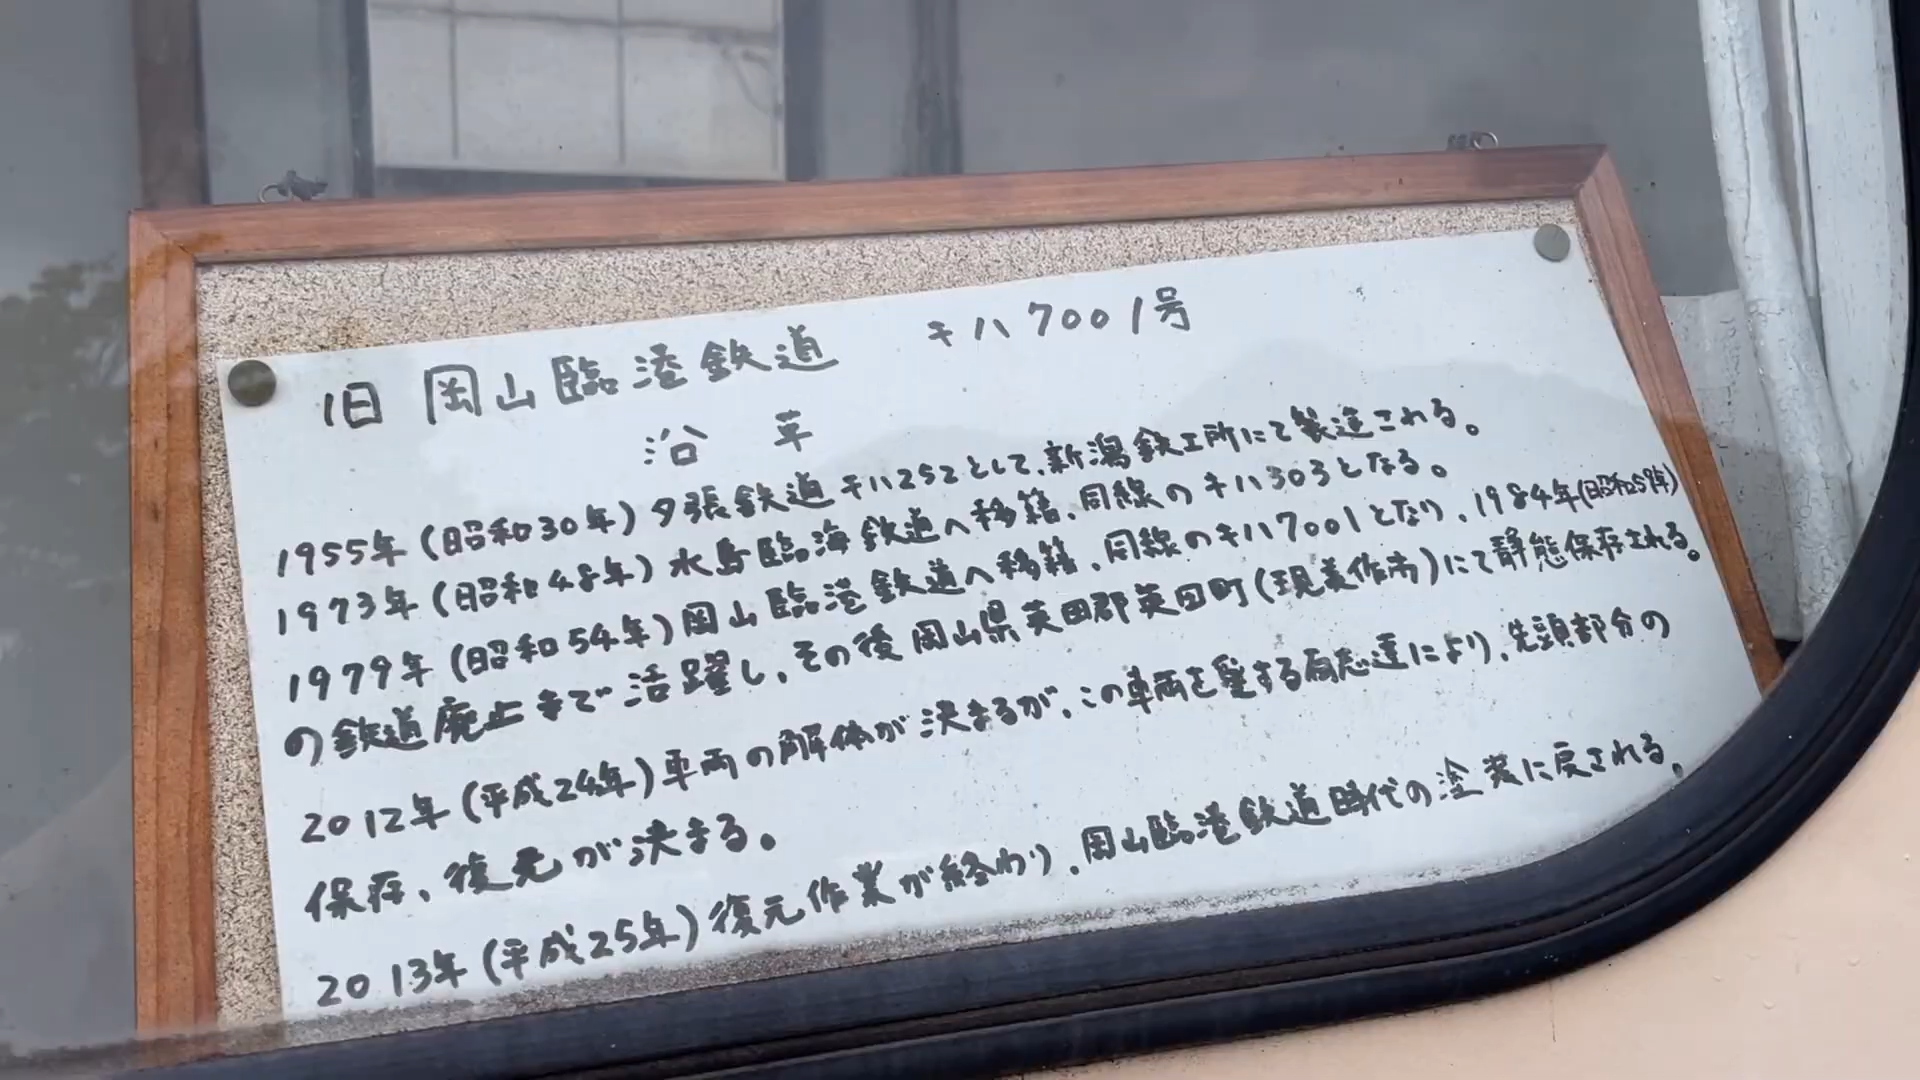 旧 岡山臨港鉄道 キハ7001号
沿革
1955年(昭和30年)夕張鉄道キハ252として、新潟鉄工所にて製造される。
1973年(昭和48年)水島臨海鉄道へ移籍、同線のキハ303となる。
1979年(昭和54年)岡山臨港鉄道へ移籍、同線のキハ7001となり、1984年(昭和59年)
の鉄道廃止まで活躍し、その後岡山県英田郡英田町(現美作市)にて静態保存される。
2012年(平成24年)車両の解体が決まるが、この車両を愛する有志達により、先頭部分の
保存、復元が決まる。
2013年(平成25年)復元作業が終わり、岡山臨港鉄道時代の塗装に戻される。